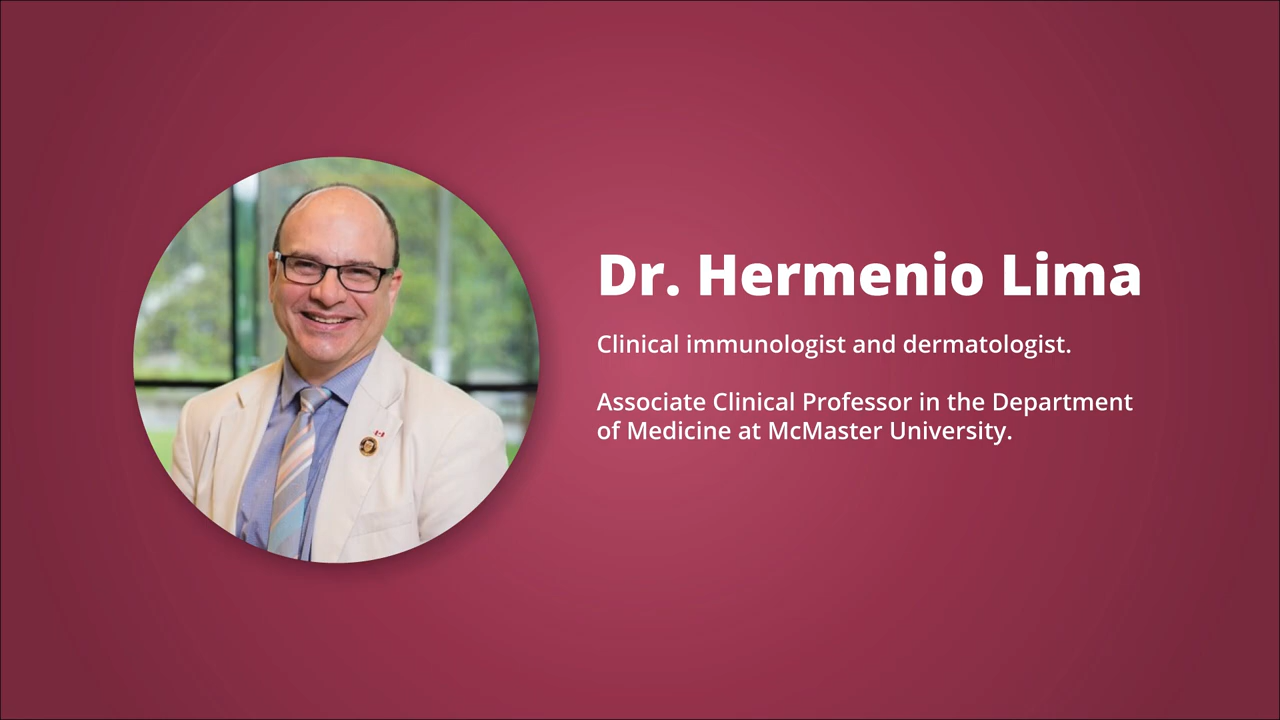 Dr. Hermenio Lima
Clinical immunologist and dermatologist.
Associate Clinical Professor in the Department
of Medicine at McMaster University.